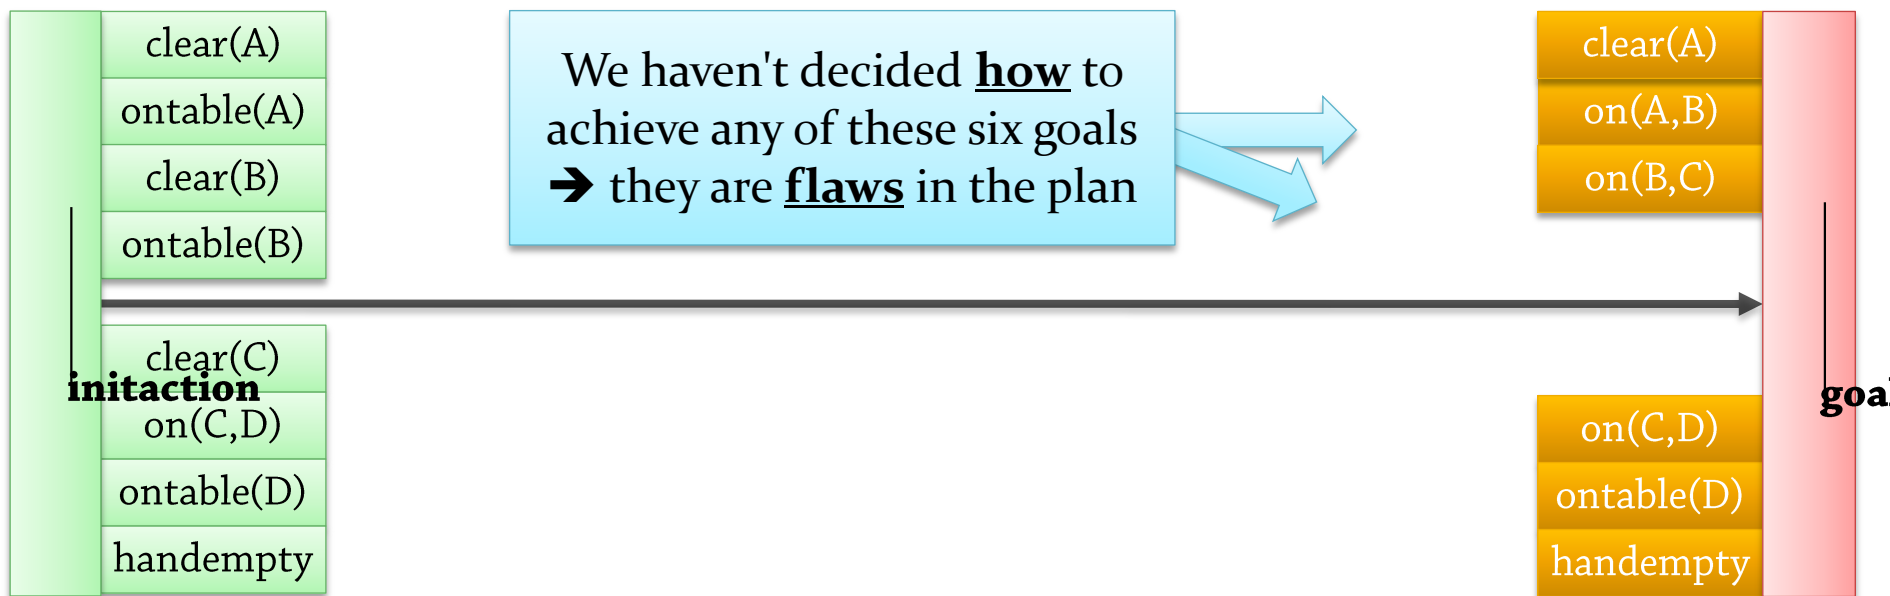 clear(A)
ontable(A)
clear(B)
ontable(B)
clear(C)
initaction
on(C,D)
ontable(D)
handempty
We haven't decided how to
achieve any of these six goals
➔ they are flaws in the plan
clear(A)
on(A,B)
on(B,C)
on(C,D)
ontable(D)
handempty